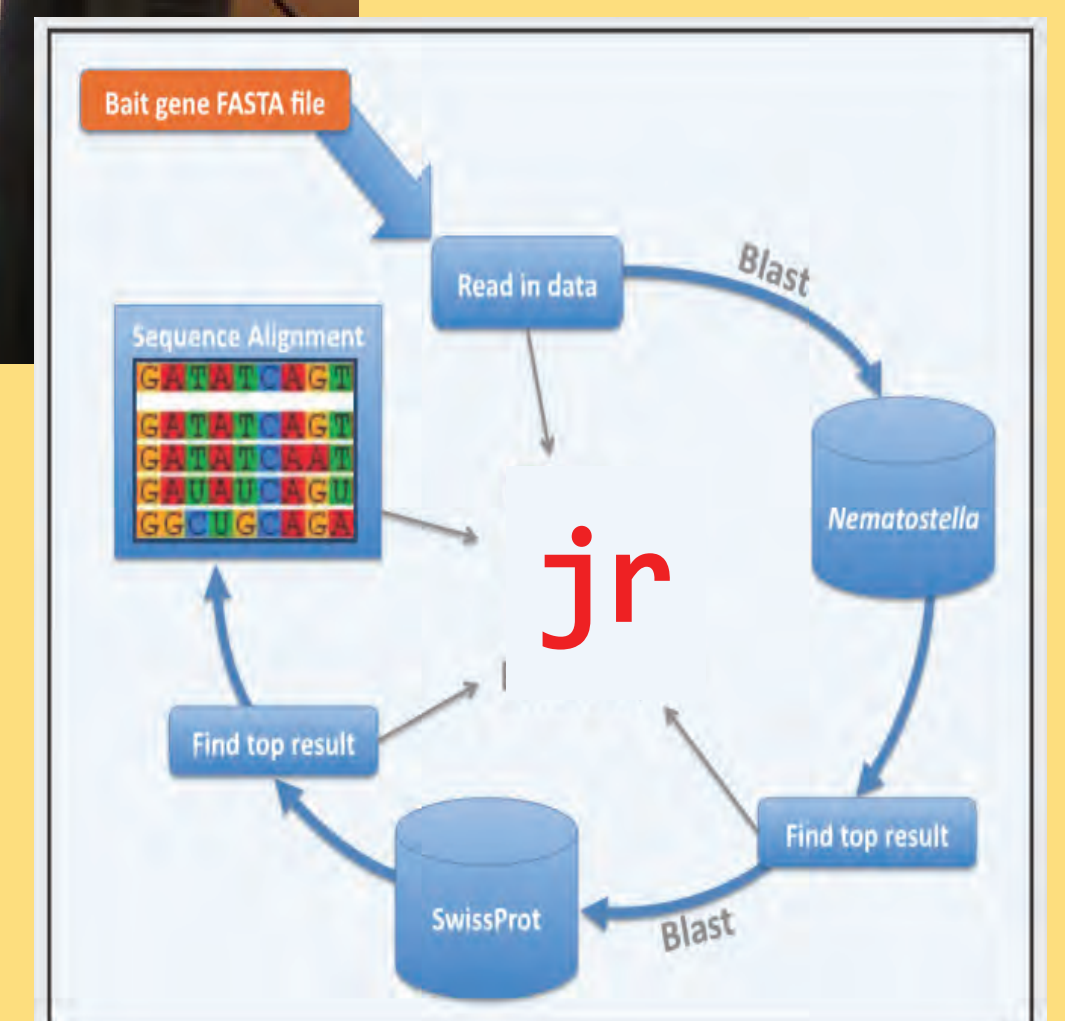 Bait gene FASTA file
Read in data
Blast
Sequence Alignment
GATATCAGT
GATATCAGT
GATATCAAT
GAUAUCAGU
GGCUGCAGA
Nematostella
jr
Find top result
Find top result
SwissProt
Blast